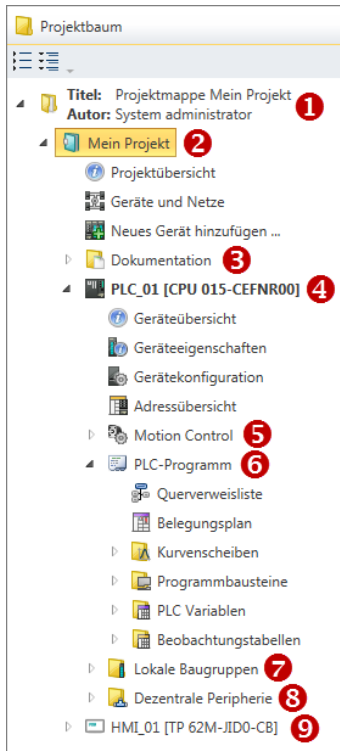 Projektbaum
Titel: Projektmappe Mein Projekt
Autor: System administrator
1
Mein Projekt 2
Projektübersicht
Geräte und Netze
Neues Gerät hinzufügen ...
Dokumentation 3
PLC_01 [CPU 015-CEFNR00] 4
Geräteübersicht
Geräteeigenschaften
Gerätekonfiguration
Adressübersicht
Motion Control 5
PLC-Programm 6
Querverweisliste
Belegungsplan
Kurvenscheiben
Programmbausteine
PLC Variablen
Beobachtungstabellen
Lokale Baugruppen 7
Dezentrale Peripherie 8
HMI_01 [TP 62M-JID0-CB] 9